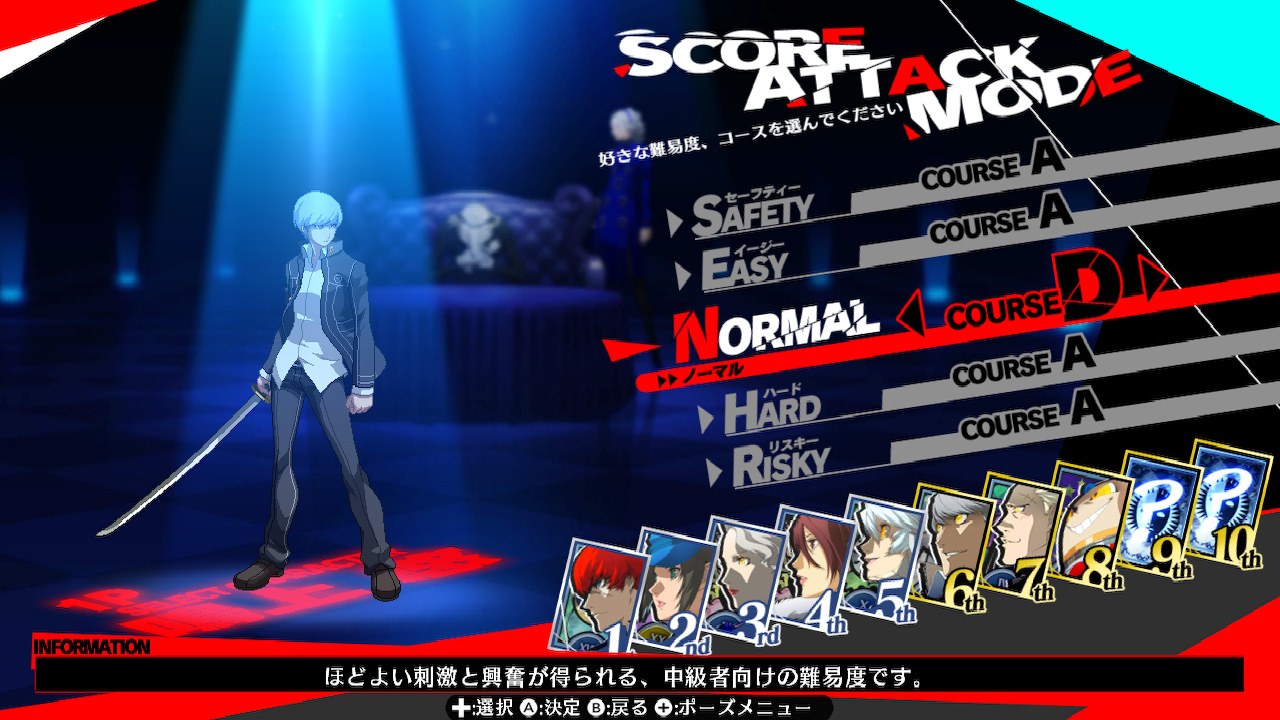 SCORE
ATTACK
MODE
好きな難易度、コースを選んでください
セーフティー
SAFETY
COURSE A
イージー
EASY
COURSE A
NORMAL
COURSE D
ノーマル
ハード
HARD
COURSE A
リスキー
RISKY
COURSE A
1
2nd
3rd
4th
5th
6th
7th
8th
9th
10th
1P
INFORMATION
ほどよい刺激と興奮が得られる、中級者向けの難易度です。
:選択 A:決定 B:戻る +:ポーズメニュー